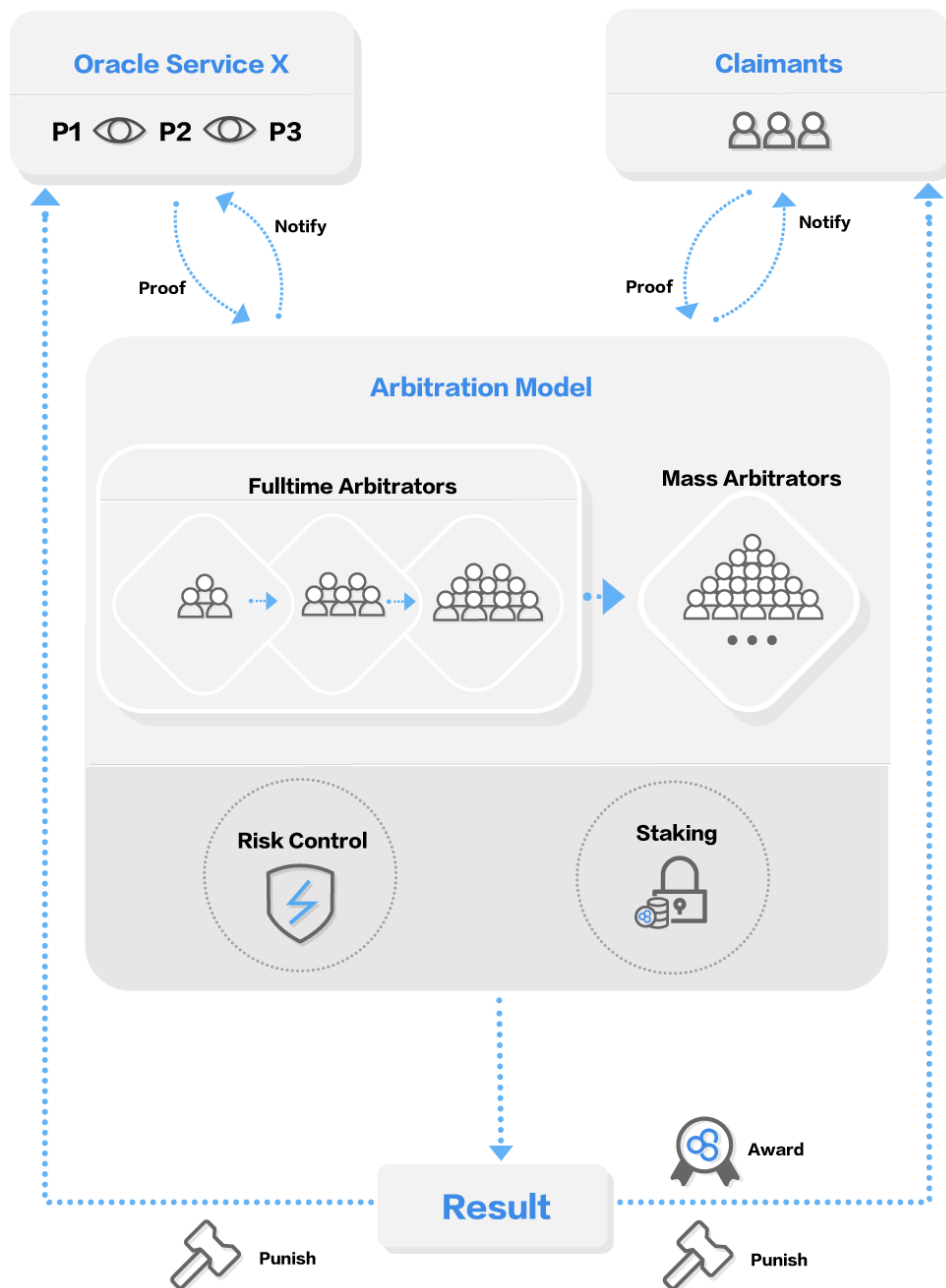 Oracle Service X
Claimants
P1 P2 P3
Notify
Notify
Proof
Proof
Arbitration Model
Fulltime Arbitrators
Mass Arbitrators
Risk Control
Staking
Award
Result
Punish
Punish